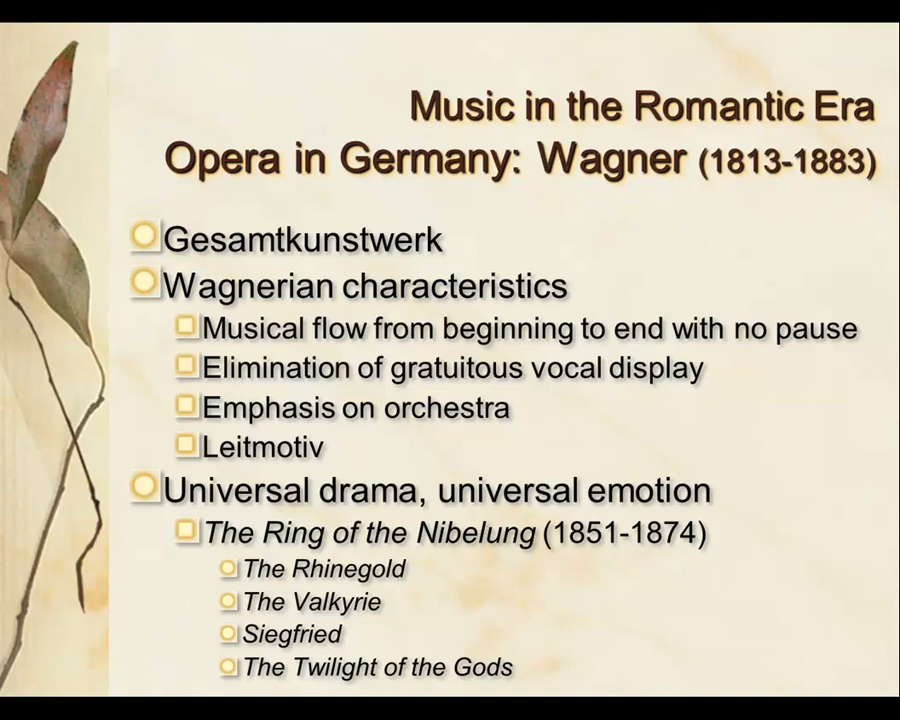 Music in the Romantic Era
Opera in Germany: Wagner (1813-1883)
Gesamtkunstwerk
Wagnerian characteristics
Musical flow from beginning to end with no pause
Elimination of gratuitous vocal display
Emphasis on orchestra
Leitmotiv
Universal drama, universal emotion
The Ring of the Nibelung (1851-1874)
The Rhinegold
The Valkyrie
Siegfried
The Twilight of the Gods